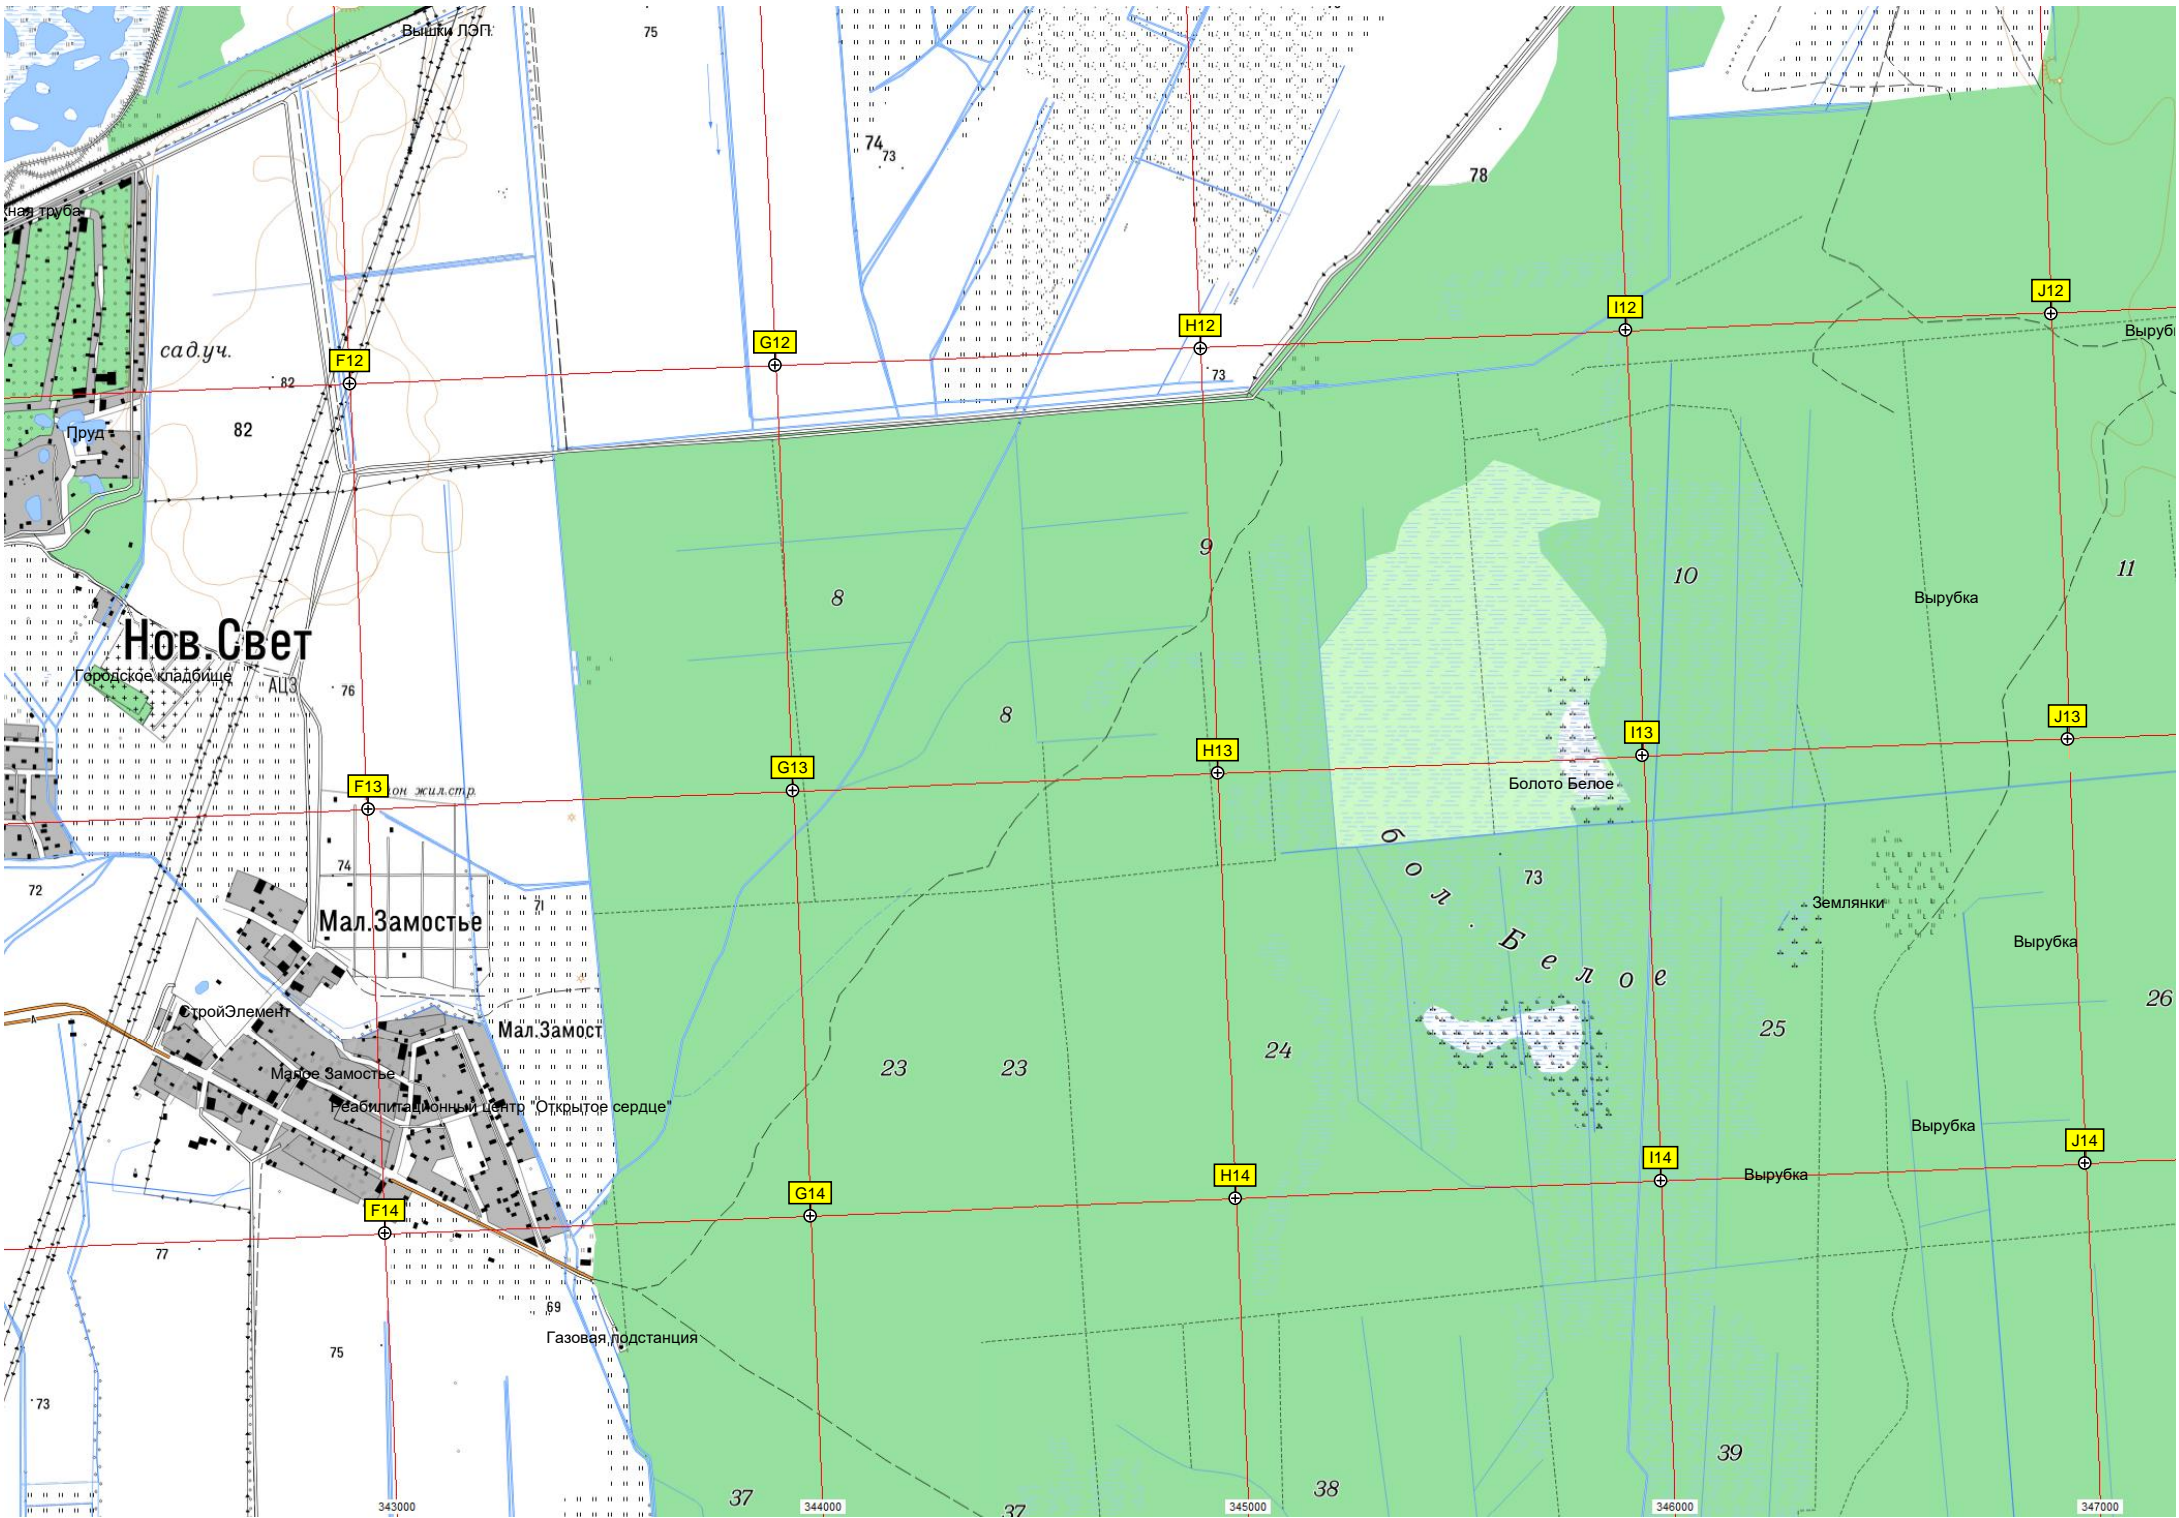 Вышки ЛЭП
75
74
73
78
жная труба
J12
I12
H12
G12
F12
Выруб
сад.уч.
82
73
82
Пруд
9
8
10
11
Вырубка
Нов.Свет
Городское кладбище
АЦЗ
76
8
J13
I13
H13
G13
F13
он жил.стр.
Болото Белое
72
74
71
73
бол. Белое
Землянки
Мал.Замостье
Вырубка
26
СтройЭлемент
Мал.Замост
25
24
23
23
Малое Замостье
Реабилитационный центр "Открытое сердце"
Вырубка
J14
I14
H14
G14
F14
Вырубка
77
69
Газовая подстанция
75
73
39
38
37
37
343000
344000
345000
346000
347000